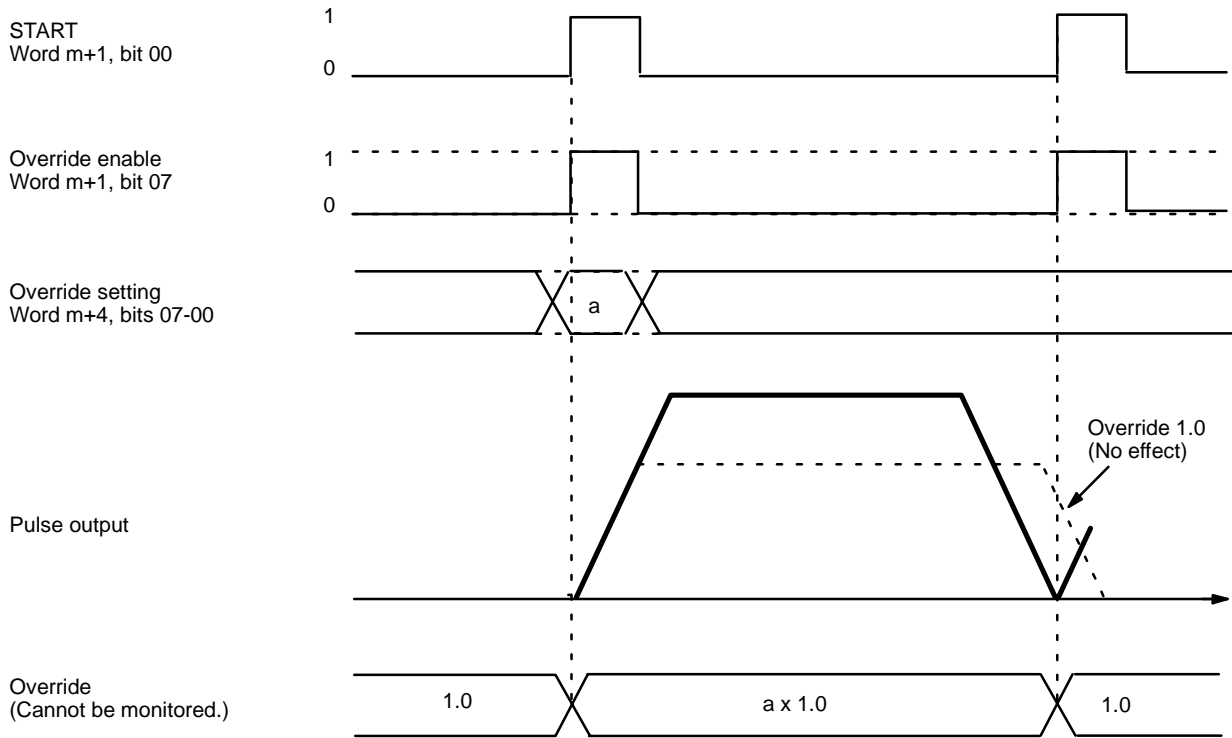 START
Word m+1, bit 00
1
0
Override enable
Word m+1, bit 07
1
0
Override setting
Word m+4, bits 07-00
a
Override 1.0
(No effect)
Pulse output
Override
(Cannot be monitored.)
1.0
a x 1.0
1.0